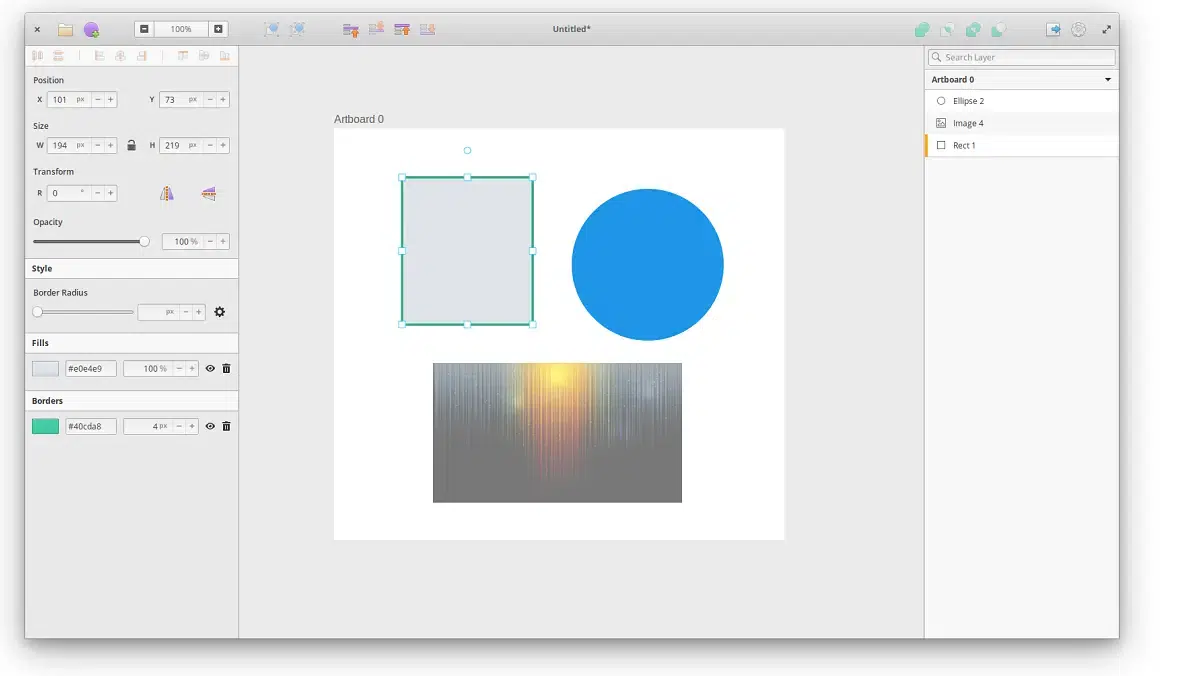 100%
Untitled*
Position
X 101 px − + Y 73 px − +
Size
W 194 px − + H 219 px − +
Transform
R 0 ° − +
Opacity
100 % − +
Style
Border Radius
px − +
Fills
#e0e4e9 100 % − +
Borders
#40cda8 4 px − +
Artboard 0
Search Layer
Artboard 0
Ellipse 2
Image 4
Rect 1